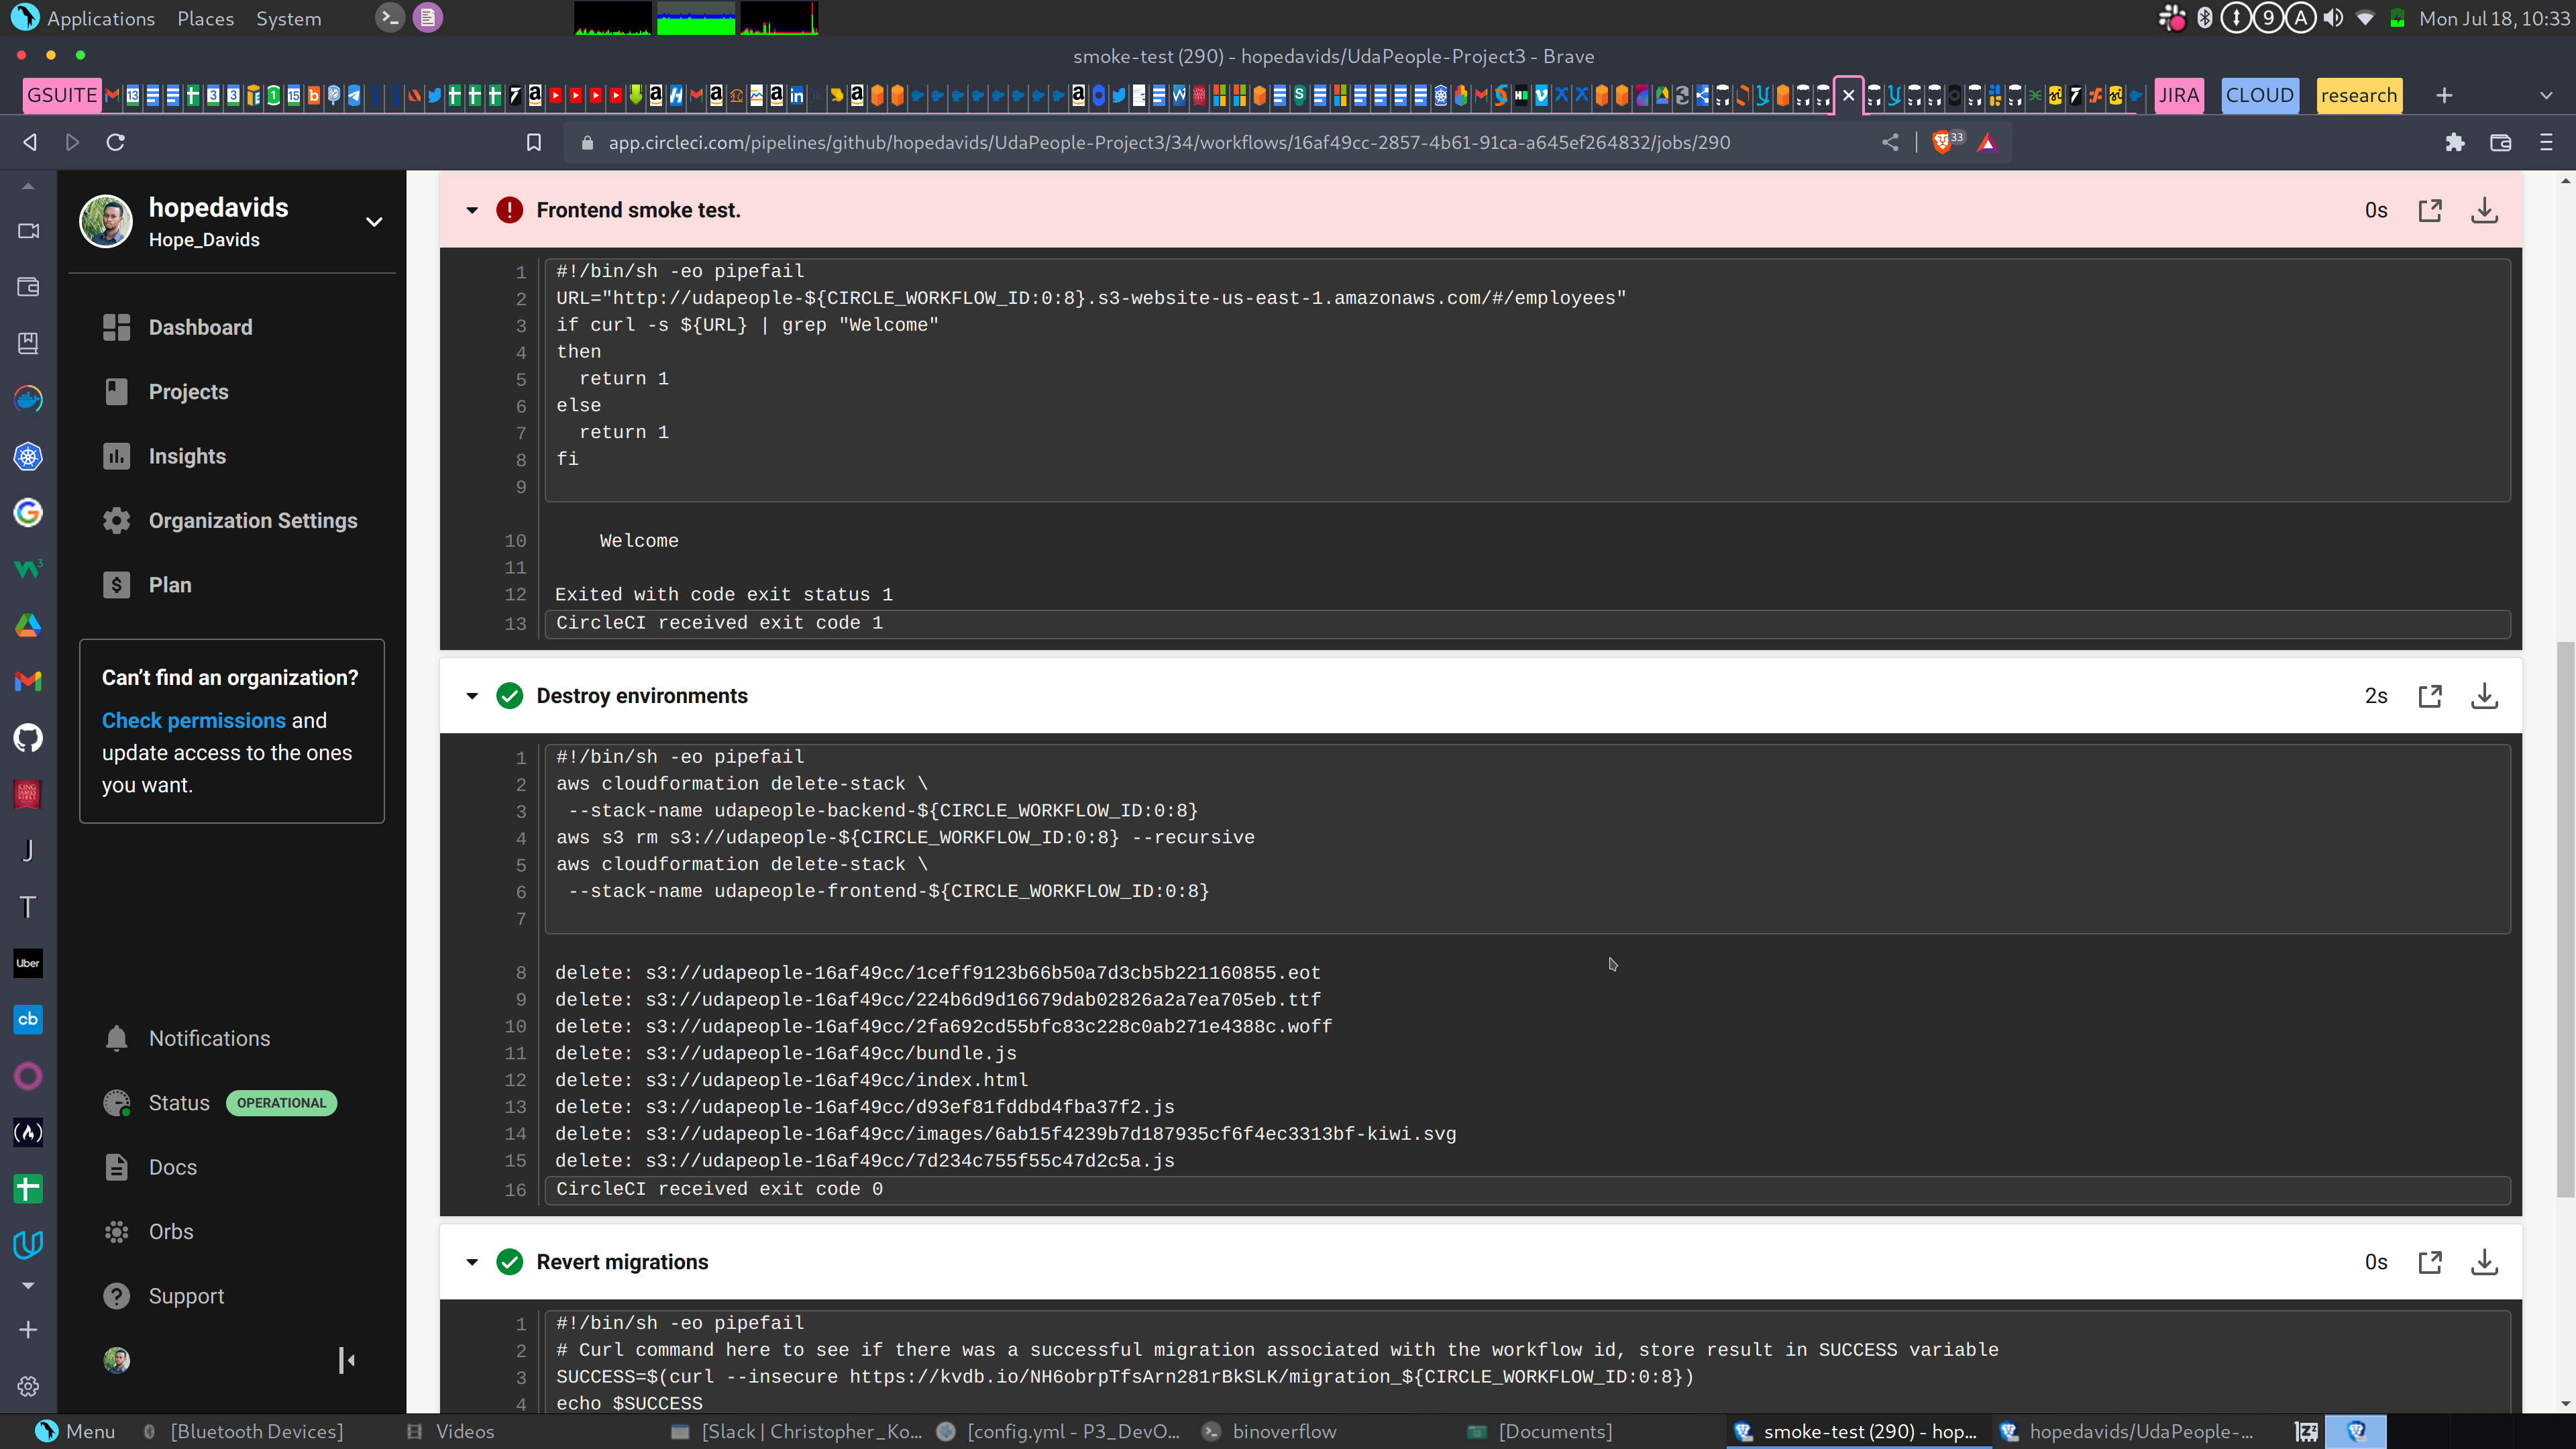 Applications Places System
9 A Mon Jul 18, 10:33
smoke-test (290) - hopedavids/UdaPeople-Project3 - Brave
GSUITE JIRA CLOUD research
app.circleci.com/pipelines/github/hopedavids/UdaPeople-Project3/34/workflows/16af49cc-2857-4b61-91ca-a645ef264832/jobs/290
33
hopedavids
Hope_Davids
Dashboard
Projects
Insights
Organization Settings
Plan
Can't find an organization?
Check permissions and
update access to the ones
you want.
Notifications
Status OPERATIONAL
Docs
Orbs
Support
J
T
Uber
cb
Frontend smoke test. 0s
1 #!/bin/sh -eo pipefail
2 URL="http://udapeople-${CIRCLE_WORKFLOW_ID:0:8}.s3-website-us-east-1.amazonaws.com/#/employees"
3 if curl -s ${URL} | grep "Welcome"
4 then
5 return 1
6 else
7 return 1
8 fi
9
10 Welcome
11
12 Exited with code exit status 1
13 CircleCI received exit code 1
Destroy environments 2s
1 #!/bin/sh -eo pipefail
2 aws cloudformation delete-stack \
3 --stack-name udapeople-backend-${CIRCLE_WORKFLOW_ID:0:8}
4 aws s3 rm s3://udapeople-${CIRCLE_WORKFLOW_ID:0:8} --recursive
5 aws cloudformation delete-stack \
6 --stack-name udapeople-frontend-${CIRCLE_WORKFLOW_ID:0:8}
7
8 delete: s3://udapeople-16af49cc/1ceff9123b66b50a7d3cb5b221160855.eot
9 delete: s3://udapeople-16af49cc/224b6d9d16679dab02826a2a7ea705eb.ttf
10 delete: s3://udapeople-16af49cc/2fa692cd55bfc83c228c0ab271e4388c.woff
11 delete: s3://udapeople-16af49cc/bundle.js
12 delete: s3://udapeople-16af49cc/index.html
13 delete: s3://udapeople-16af49cc/d93ef81fddbd4fba37f2.js
14 delete: s3://udapeople-16af49cc/images/6ab15f4239b7d187935cf6f4ec3313bf-kiwi.svg
15 delete: s3://udapeople-16af49cc/7d234c755f55c47d2c5a.js
16 CircleCI received exit code 0
Revert migrations 0s
1 #!/bin/sh -eo pipefail
2 # Curl command here to see if there was a successful migration associated with the workflow id, store result in SUCCESS variable
3 SUCCESS=$(curl --insecure https://kvdb.io/NH6obrpTfsArn281rBkSLK/migration_${CIRCLE_WORKFLOW_ID:0:8})
4 echo $SUCCESS
Menu [Bluetooth Devices] Videos [Slack | Christopher_Ko... [config.yml - P3_DevO... binoverflow [Documents] smoke-test (290) - hop... hopedavids/UdaPeople-...